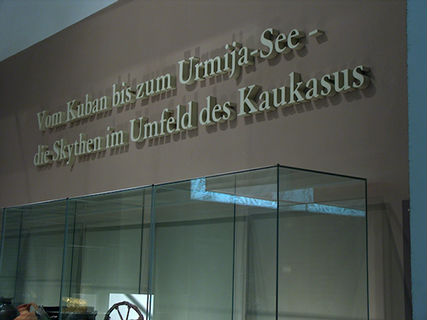 Vom Kuban bis zum Urmija-See -
die Skythen im Umfeld des Kaukasus